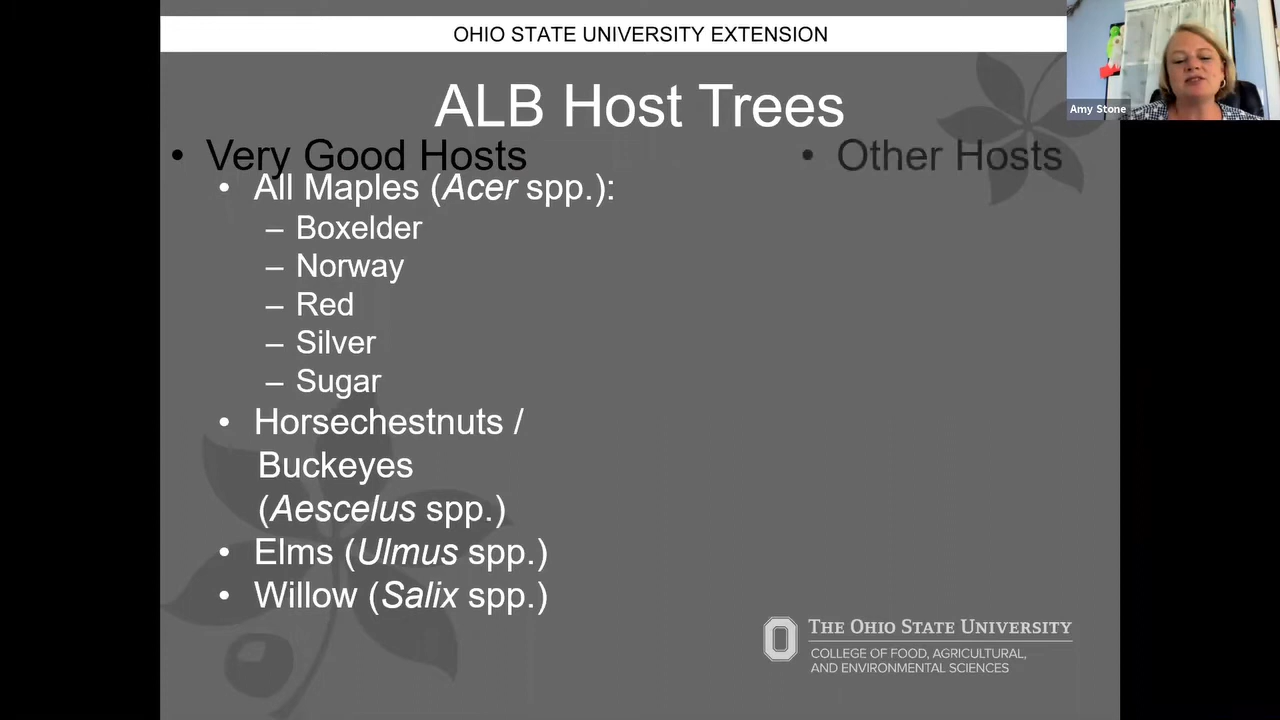 OHIO STATE UNIVERSITY EXTENSION
Amy Stone
ALB Host Trees
• Very Good Hosts
• All Maples (Acer spp.):
– Boxelder
– Norway
– Red
– Silver
– Sugar
• Horsechestnuts /
Buckeyes
(Aescelus spp.)
• Elms (Ulmus spp.)
• Willow (Salix spp.)
• Other Hosts
THE OHIO STATE UNIVERSITY
COLLEGE OF FOOD, AGRICULTURAL,
AND ENVIRONMENTAL SCIENCES